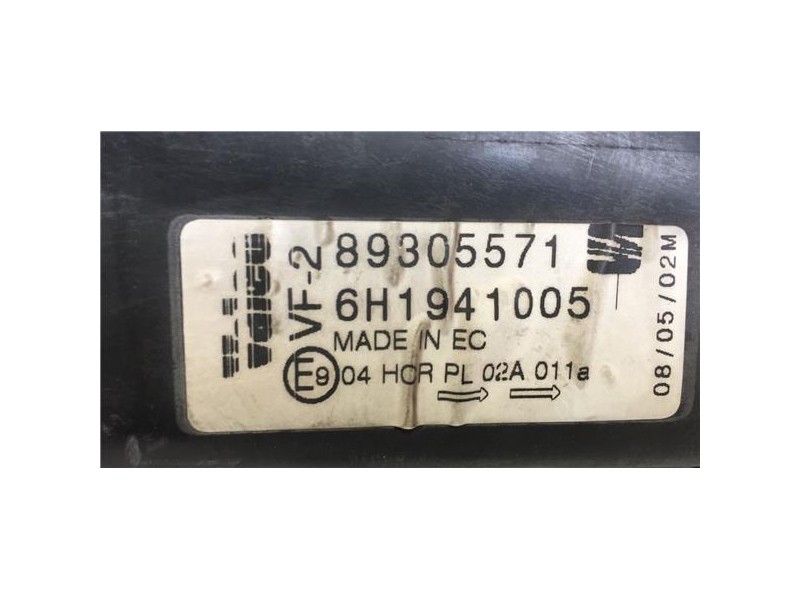 Valeo
VF-2
89305571
6H1941005
MADE IN EC
E9 04 HCR PL 02A 011a
08/05/02M